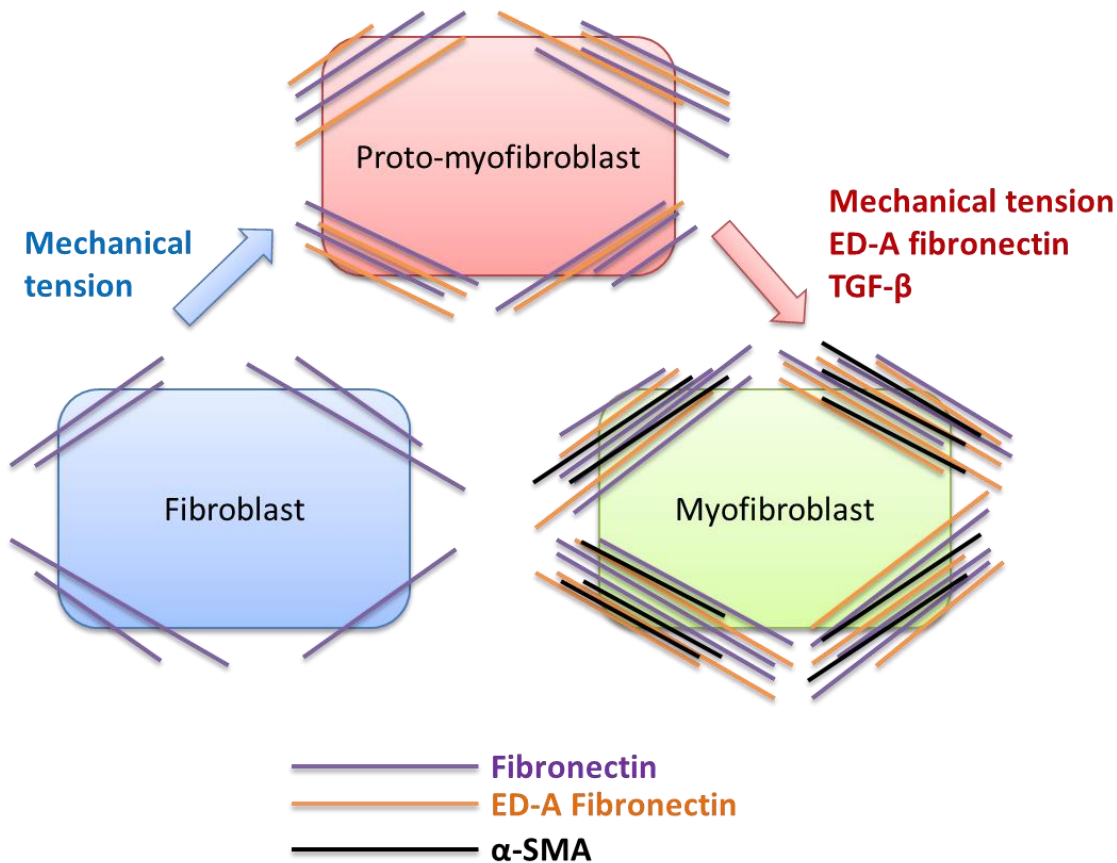 Proto-myofibroblast
Mechanical
tension
Mechanical tension
ED-A fibronectin
TGF-β
Fibroblast
Myofibroblast
Fibronectin
ED-A Fibronectin
α-SMA